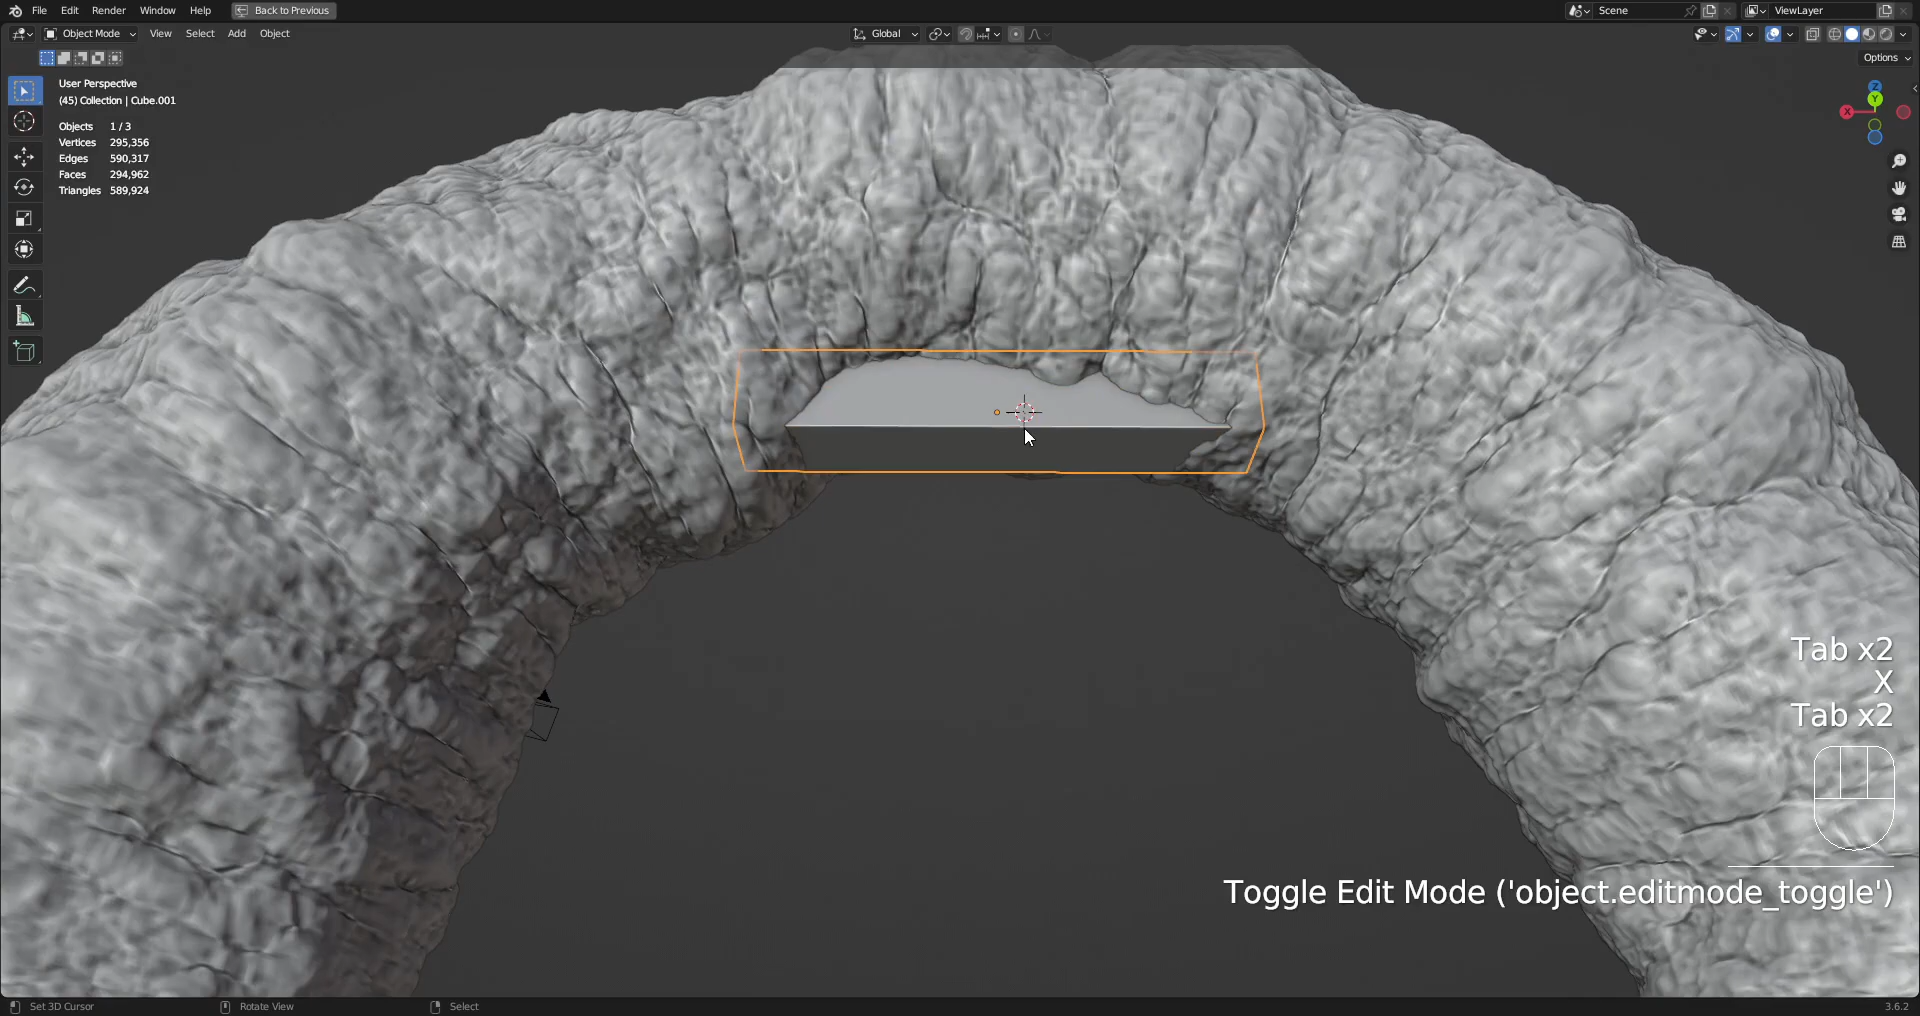 File Edit Render Window Help Back to Previous Scene ViewLayer
Object Mode View Select Add Object Global
Options
User Perspective
(45) Collection | Cube.001
Objects 1 / 3
Vertices 295,356
Edges 590,317
Faces 294,962
Triangles 589,924
Z
Y
X
Tab x2
X
Tab x2
Toggle Edit Mode ('object.editmode_toggle')
Set 3D Cursor Rotate View Select 3.6.2